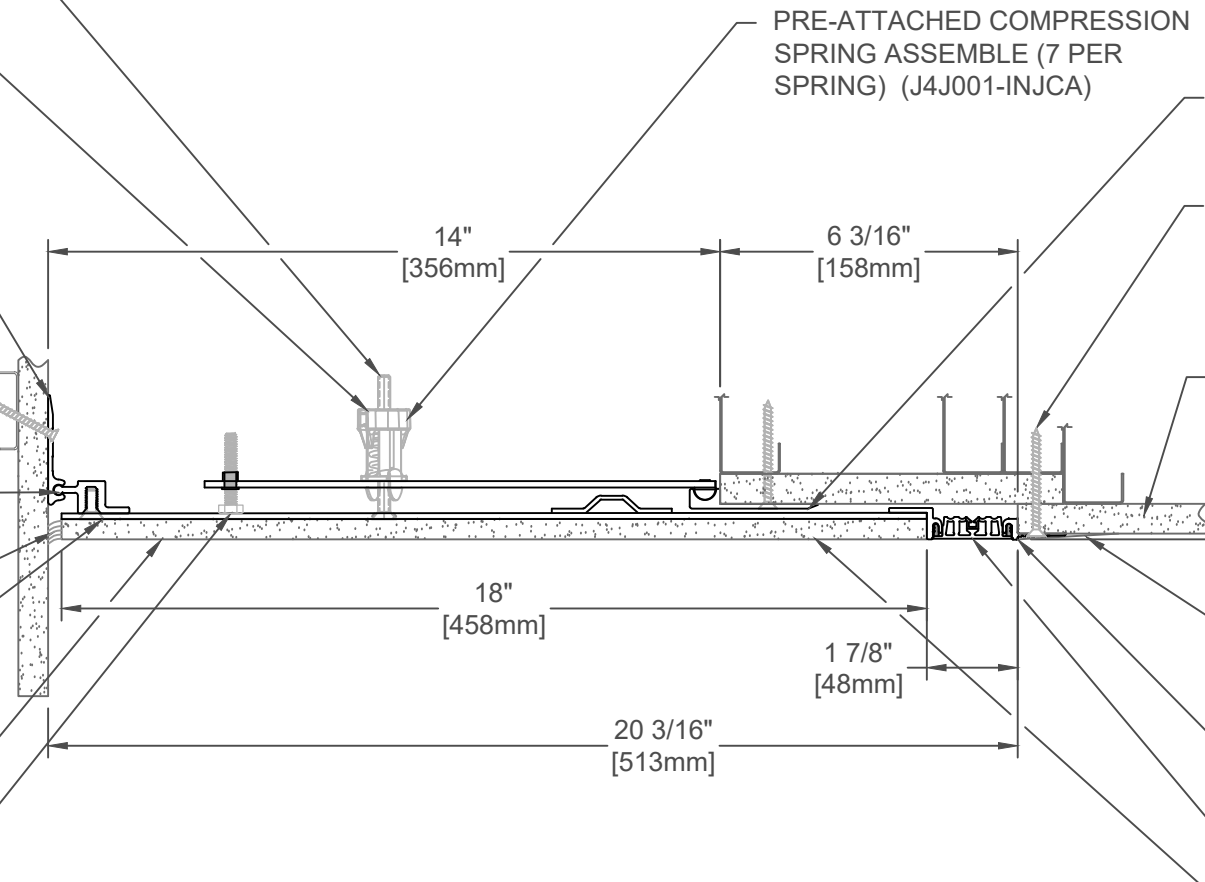 PRE-ATTACHED COMPRESSION
SPRING ASSEMBLE (7 PER
SPRING) (J4J001-INJCA)
14"
[356mm]
6 3/16"
[158mm]
18"
[458mm]
1 7/8"
[48mm]
20 3/16"
[513mm]